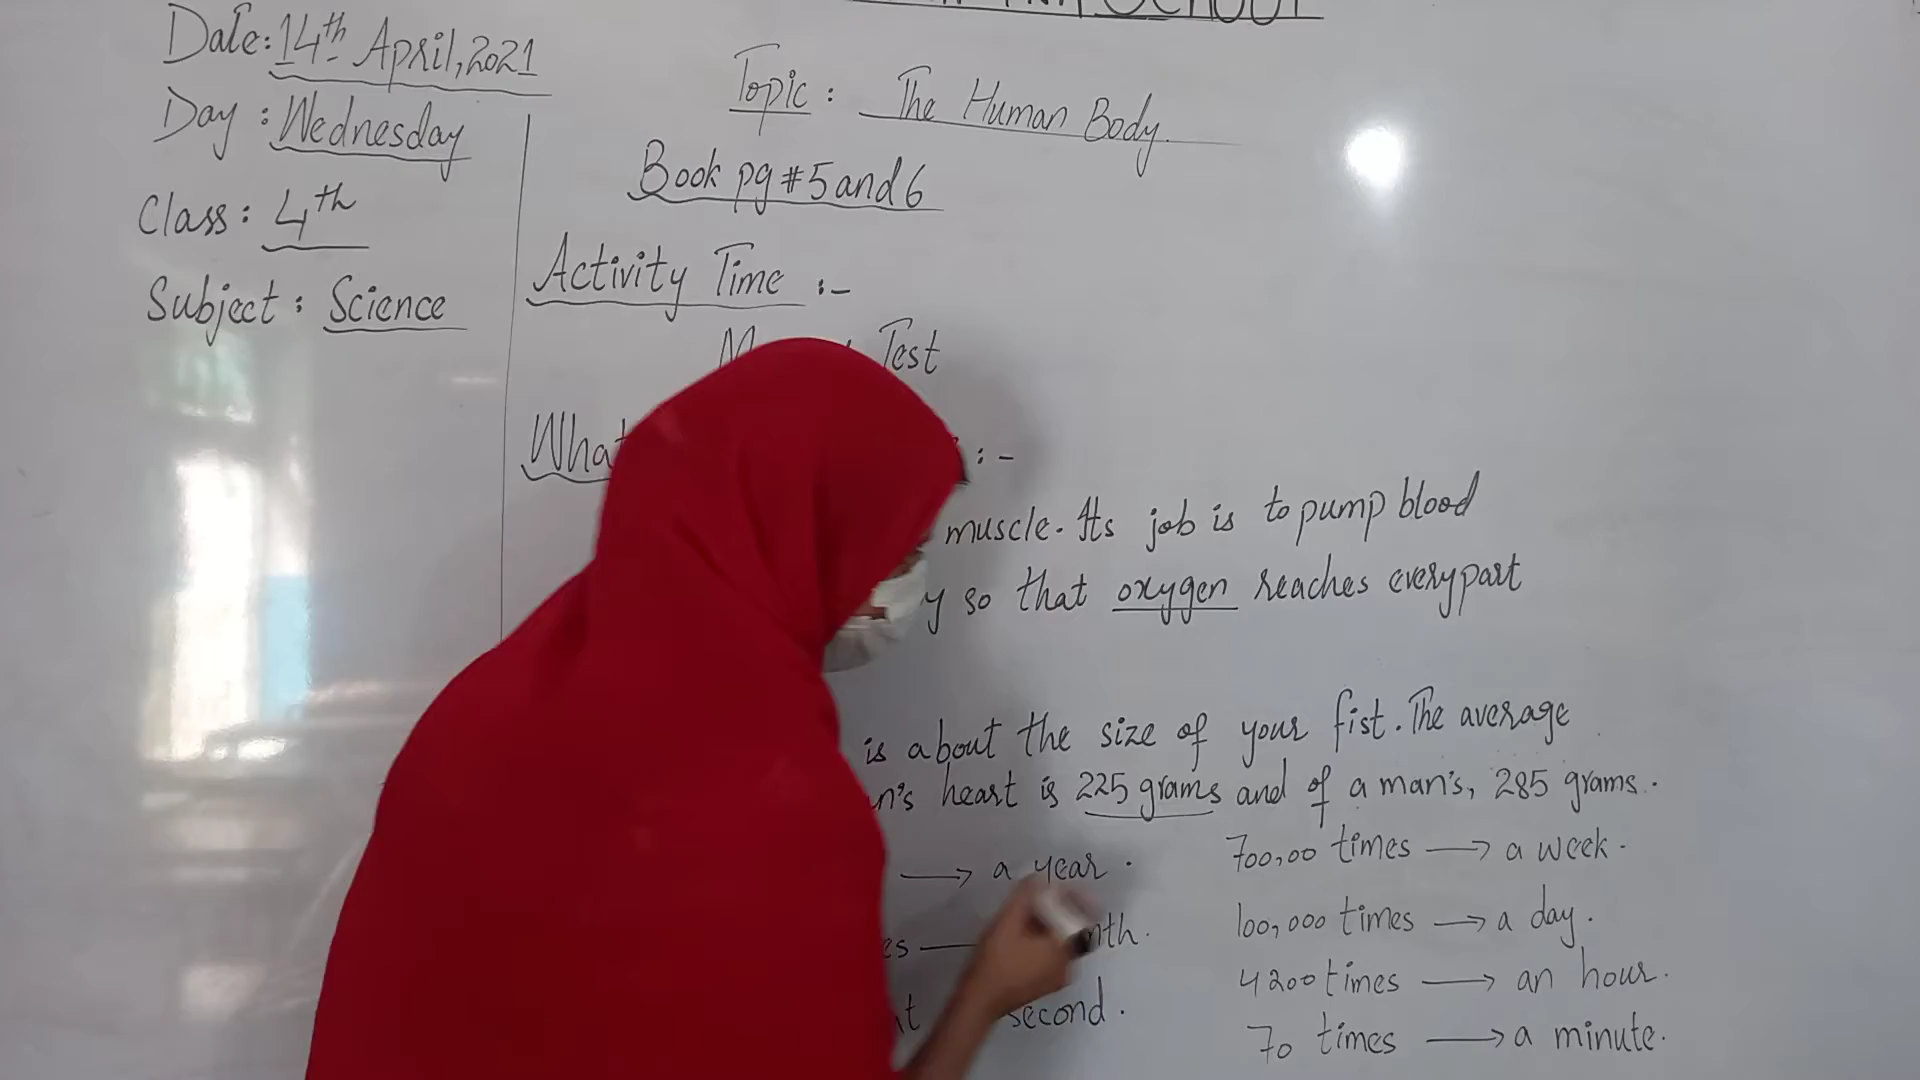 SCHOOL
Date: 14th April, 2021
Day : Wednesday
Class: 4th
Subject : Science
Topic : The Human Body.
Book pg # 5 and 6
Activity Time :-
Test
What :-
muscle. Its job is to pump blood
y so that oxygen reaches every part
is about the size of your fist. The average
n's heart is 225 grams and of a man's, 285 grams.
→ a year.
es → nth.
second.
700,00 times → a week.
100,000 times → a day.
4200 times → an hour.
70 times → a minute.